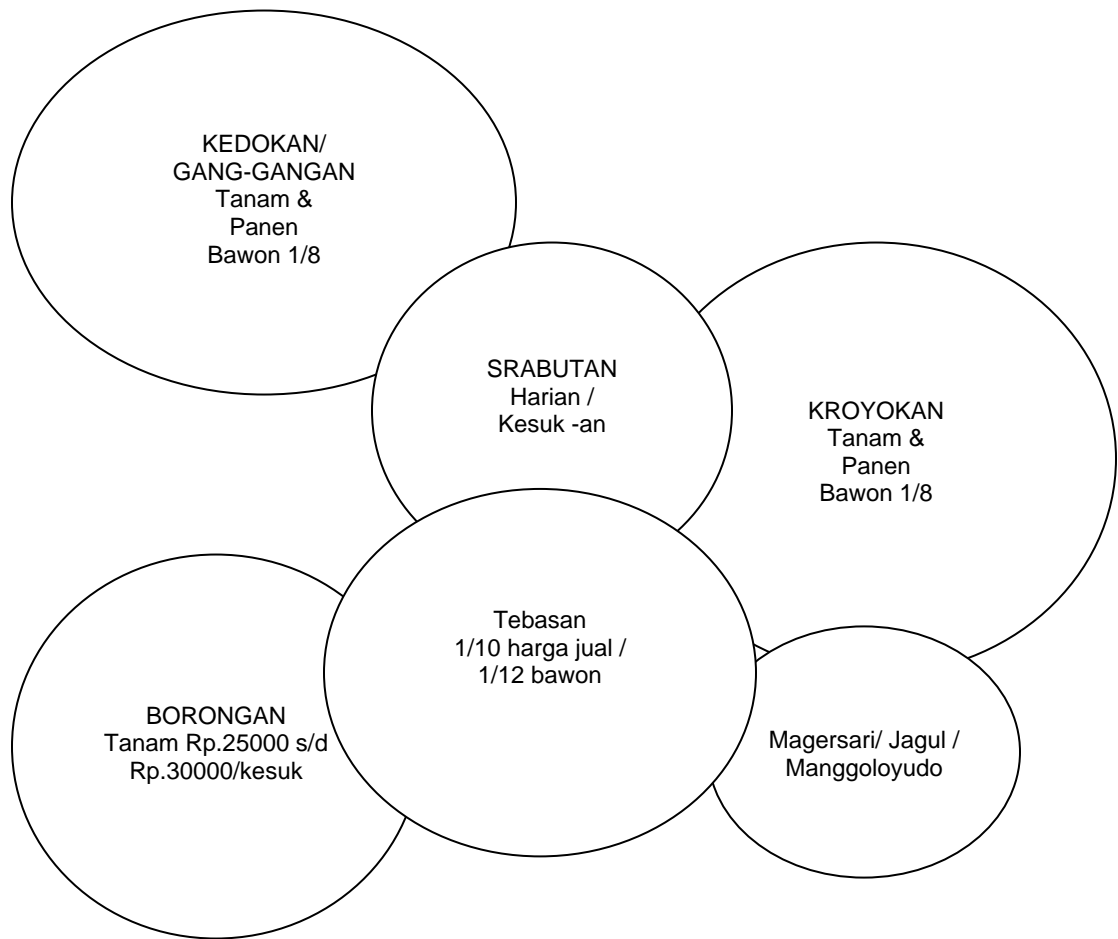 KEDOKAN/
GANG-GANGAN
Tanam &
Panen
Bawon 1/8
SRABUTAN
Harian /
Kesuk -an
KROYOKAN
Tanam &
Panen
Bawon 1/8
Tebasan
1/10 harga jual /
1/12 bawon
BORONGAN
Tanam Rp.25000 s/d
Rp.30000/kesuk
Magersari/ Jagul /
Manggoloyudo